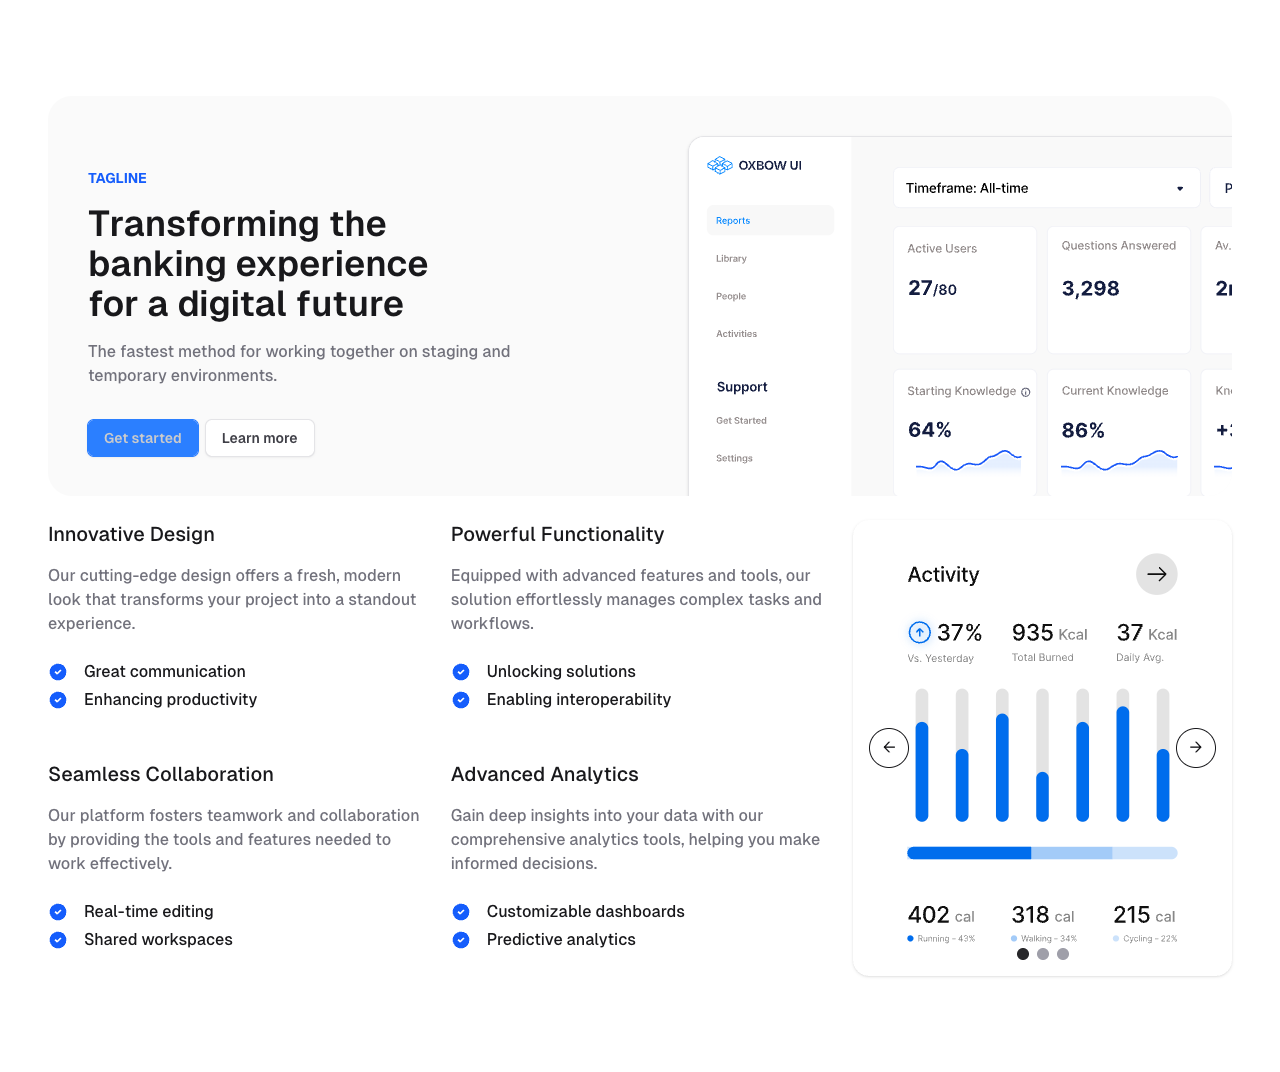 TAGLINE
Transforming the
banking experience
for a digital future
The fastest method for working together on staging and
temporary environments.
Get started
Learn more
OXBOW UI
Reports
Library
People
Activities
Support
Get Started
Settings
Timeframe: All-time
Active Users
27/80
Questions Answered
3,298
Av.
Starting Knowledge
64%
Current Knowledge
86%
Innovative Design
Our cutting-edge design offers a fresh, modern
look that transforms your project into a standout
experience.
Great communication
Enhancing productivity
Powerful Functionality
Equipped with advanced features and tools, our
solution effortlessly manages complex tasks and
workflows.
Unlocking solutions
Enabling interoperability
Seamless Collaboration
Our platform fosters teamwork and collaboration
by providing the tools and features needed to
work effectively.
Real-time editing
Shared workspaces
Advanced Analytics
Gain deep insights into your data with our
comprehensive analytics tools, helping you make
informed decisions.
Customizable dashboards
Predictive analytics
Activity
37%
Vs. Yesterday
935 Kcal
Total Burned
37 Kcal
Daily Avg.
402 cal
Running - 43%
318 cal
Walking - 34%
215 cal
Cycling - 22%